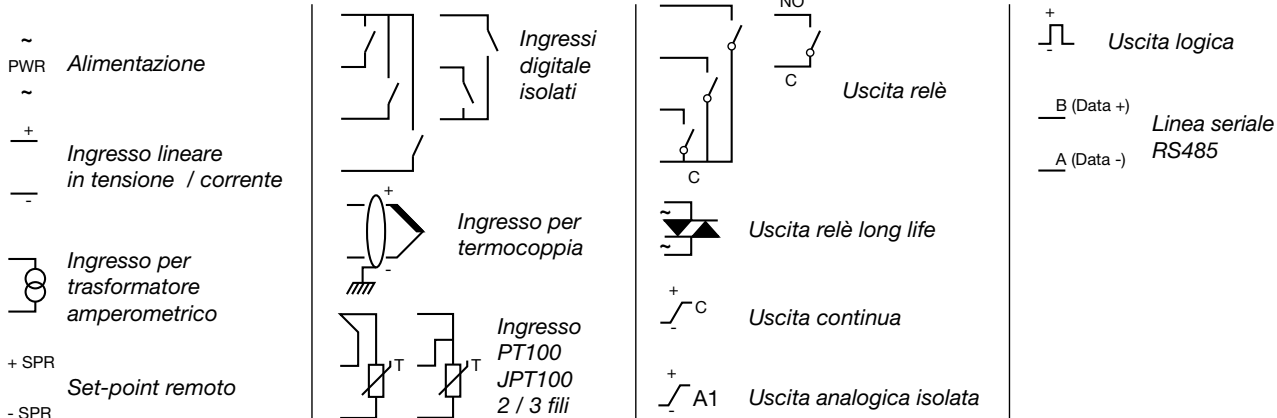 ~
PWR
~
Alimentazione
+
-
Ingresso lineare
in tensione / corrente
Ingresso per
trasformatore
amperometrico
+ SPR
- SPR
Set-point remoto
Ingressi
digitale
isolati
+
-
Ingresso per
termocoppia
T
T
Ingresso
PT100
JPT100
2 / 3 fili
C
NO
C
Uscita relè
~
~
Uscita relè long life
+
-
C
Uscita continua
+
-
A1
Uscita analogica isolata
+
-
Uscita logica
B (Data +)
A (Data -)
Linea seriale
RS485